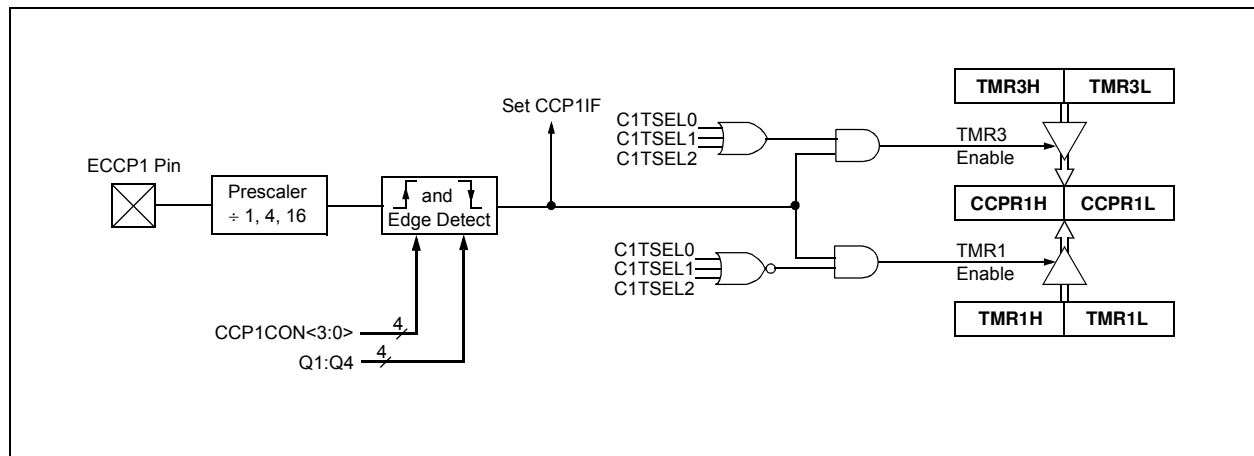 TMR3H TMR3L
Set CCP1IF
C1TSEL0
C1TSEL1
C1TSEL2
TMR3
Enable
ECCP1 Pin
Prescaler
÷ 1, 4, 16
and
Edge Detect
CCPR1H CCPR1L
C1TSEL0
C1TSEL1
C1TSEL2
TMR1
Enable
TMR1H TMR1L
CCP1CON<3:0> 4
Q1:Q4 4